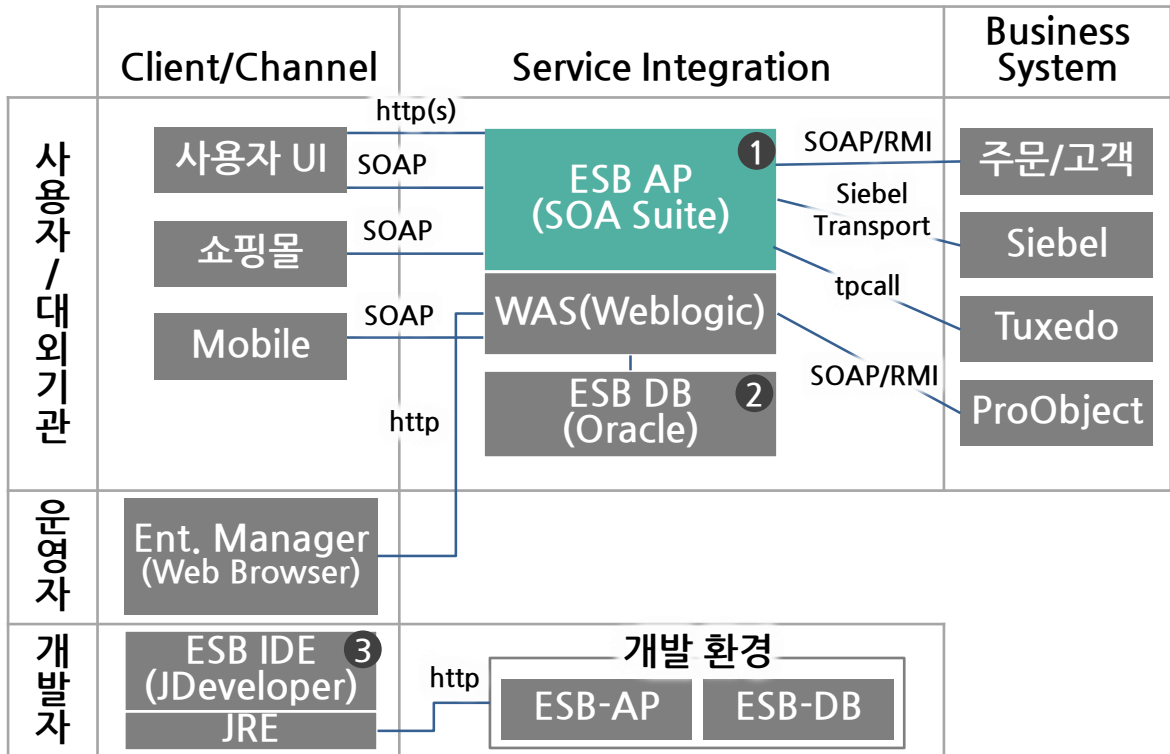 Client/Channel
Service Integration
Business
System
사용자/대외기관
http(s)
사용자 UI
SOAP
쇼핑몰
SOAP
Mobile
SOAP
http
ESB AP
(SOA Suite)
1
WAS(Weblogic)
ESB DB
(Oracle)
2
SOAP/RMI
주문/고객
Siebel
Transport
Siebel
tpcall
Tuxedo
SOAP/RMI
ProObject
운영자
Ent. Manager
(Web Browser)
개발자
ESB IDE
(JDeveloper)
3
JRE
http
개발 환경
ESB-AP
ESB-DB